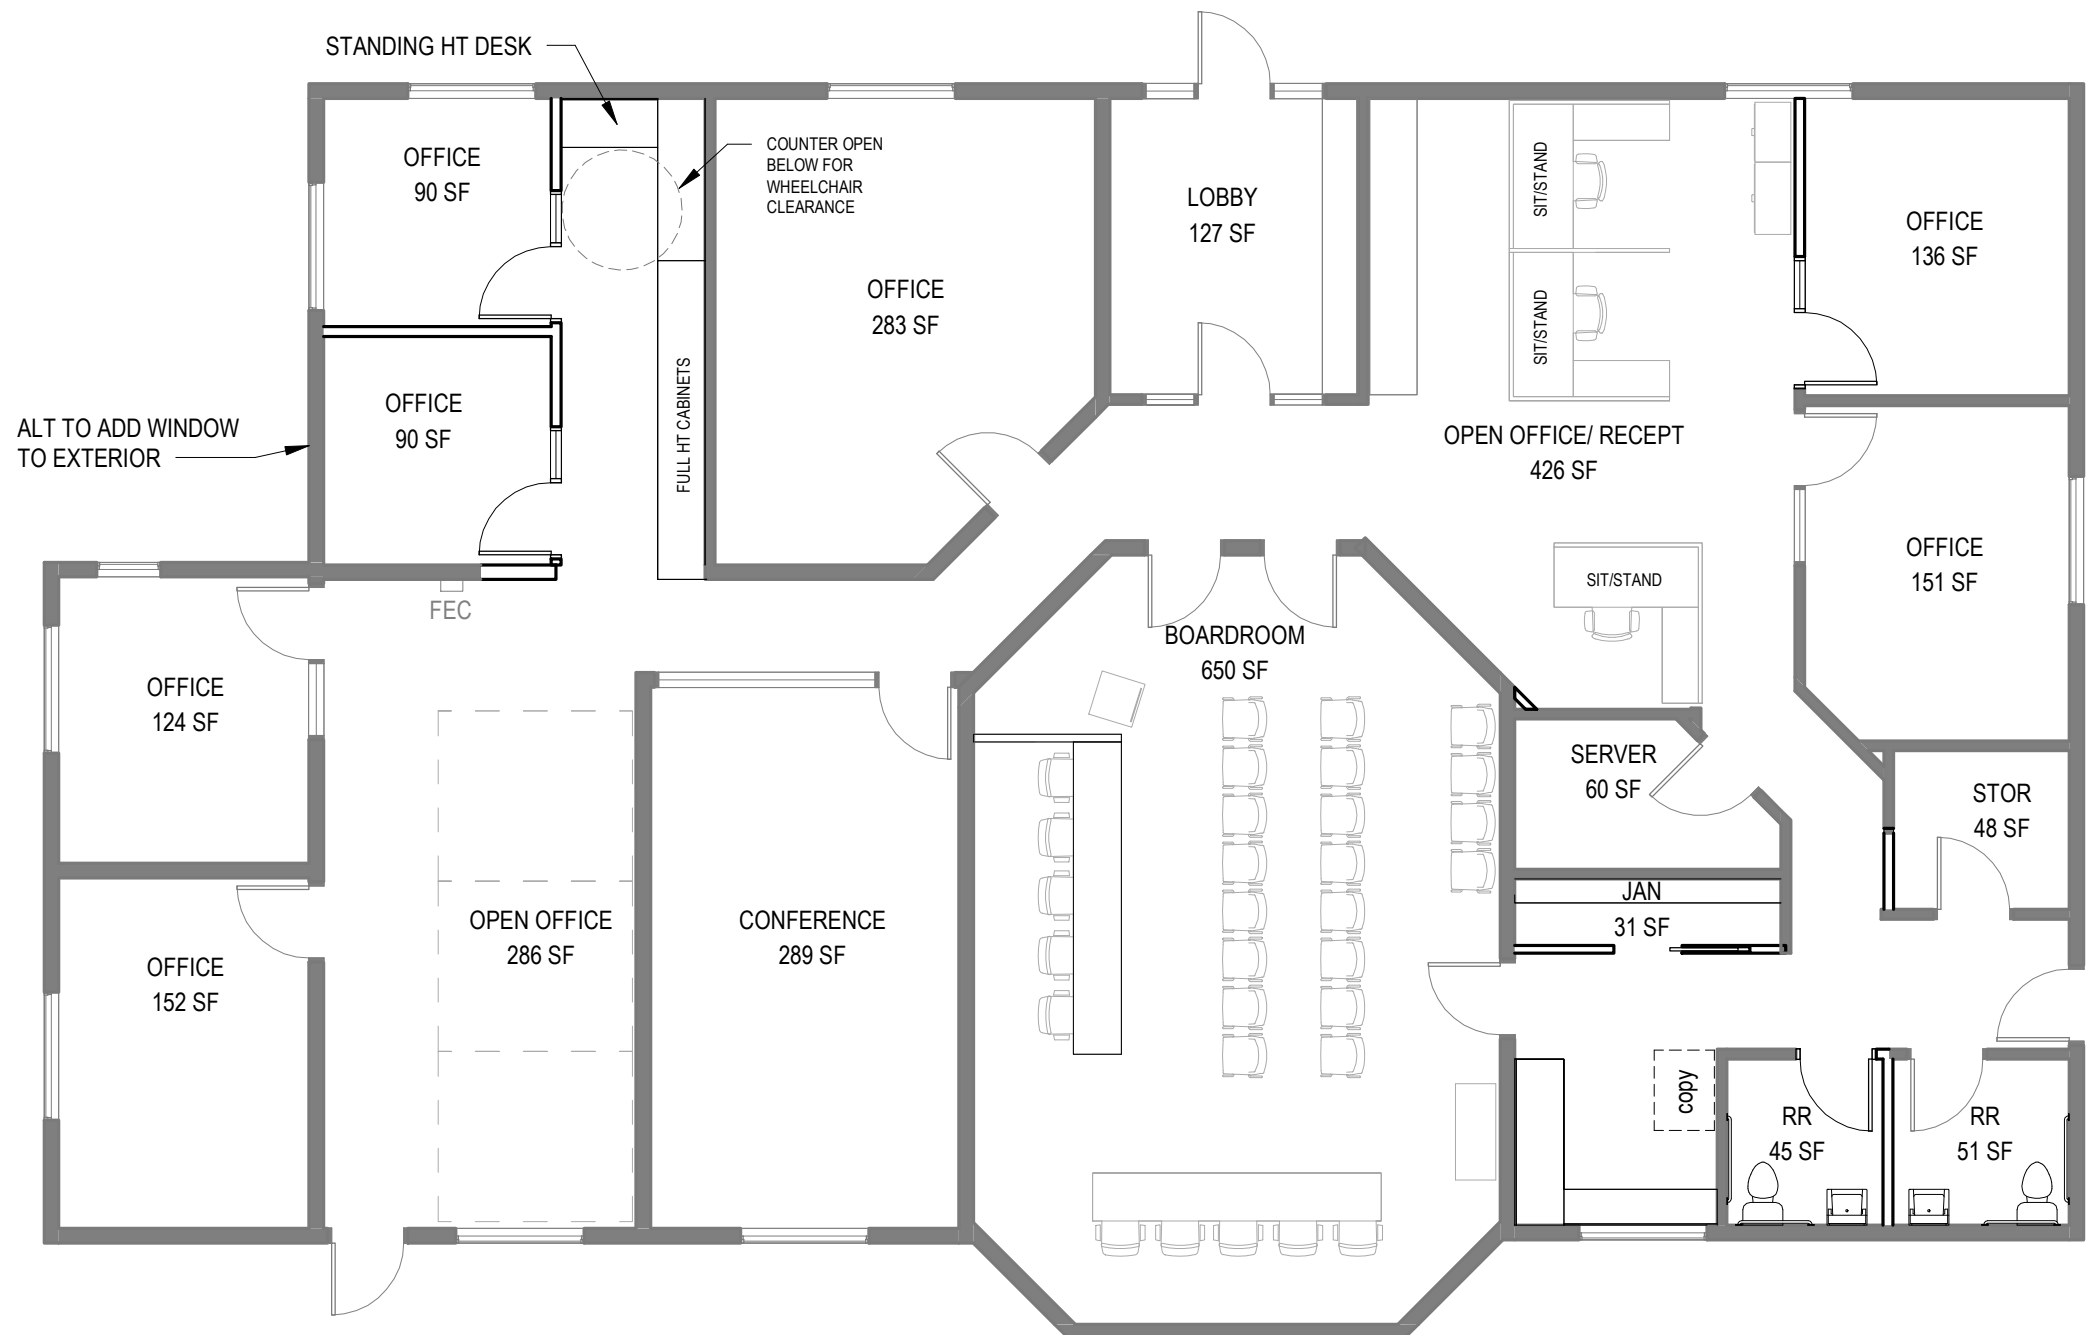 STANDING HT DESK
OFFICE
90 SF
COUNTER OPEN
BELOW FOR
WHEELCHAIR
CLEARANCE
OFFICE
283 SF
LOBBY
127 SF
SIT/STAND
SIT/STAND
OFFICE
136 SF
ALT TO ADD WINDOW
TO EXTERIOR
OFFICE
90 SF
FULL HT CABINETS
OPEN OFFICE/ RECEPT
426 SF
OFFICE
151 SF
SIT/STAND
FEC
BOARDROOM
650 SF
OFFICE
124 SF
SERVER
60 SF
STOR
48 SF
JAN
31 SF
OPEN OFFICE
286 SF
CONFERENCE
289 SF
OFFICE
152 SF
copy
RR
45 SF
RR
51 SF